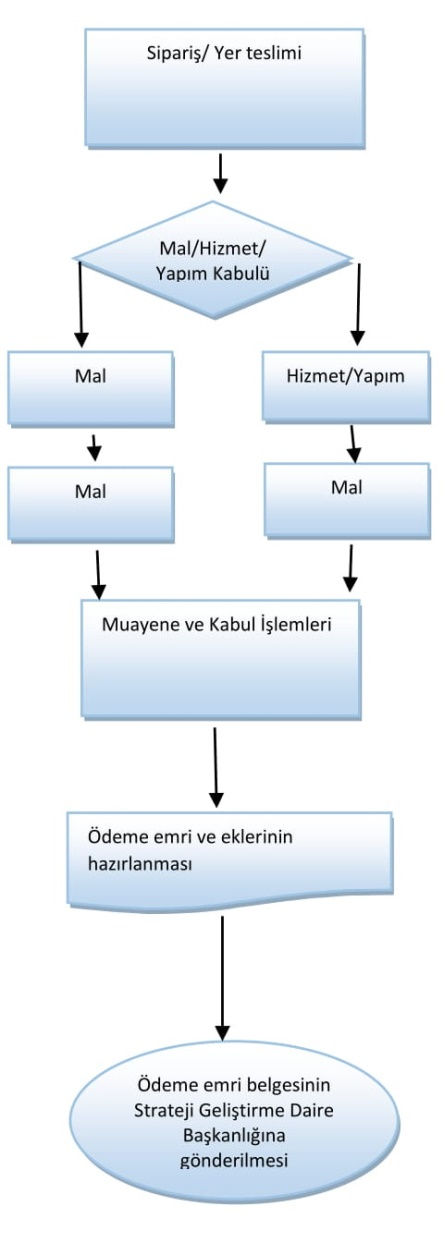 Sipariş/ Yer teslimi
Mal/Hizmet/
Yapım Kabulü
Mal
Hizmet/Yapım
Mal
Mal
Muayene ve Kabul İşlemleri
Ödeme emri ve eklerinin
hazırlanması
Ödeme emri belgesinin
Strateji Geliştirme Daire
Başkanlığına
gönderilmesi